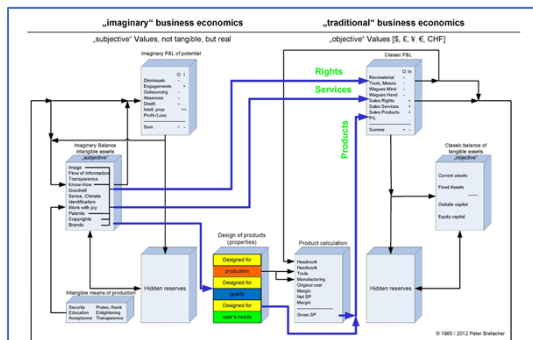 „imaginary“ business economics
„traditional“ business economics
„subjective“ Values, not tangible, but real
„objective“ Values [$, £, ¥, €, CHF]
Imaginary P&L of potential
O I
Dismissals -
Engagements +
Outsourcing -
Absences -
Death --
Intell. prop ++
Profit/Loss
Sum + -
Classic P&L
O In
Nonmaterial -
Tools, Means -
Wagues Mind -
Wagues Hand -
Sales Rights +
Sales Services +
Sales Products +
P/L
Summe + -
Rights
Services
Products
Imaginary Balance
intangible assets
„subjective“
Image
Flow of Information
Transparence
Know-How
Goodwill
Sense, Climate
Identification
Work with joy
Patents
Copyrights
Brands
Classic balance of
tangible assets
„objective“
Current assets
Fixed Assets
Outside capital
Equity capital
Design of products
(properties)
Designed for
production
Designed for
quality
Designed for
user's needs
Product calculation
Headwork
Handwork
Tools
Manufacturing
Original cost
Margin
Net SP
Margin
Gross SP
Hidden reserves
Hidden reserves
Intangible means of production
Security Praise, thank
Education Enlightening
Acceptance Transparence
© 1985 / 2012 Peter Bretscher